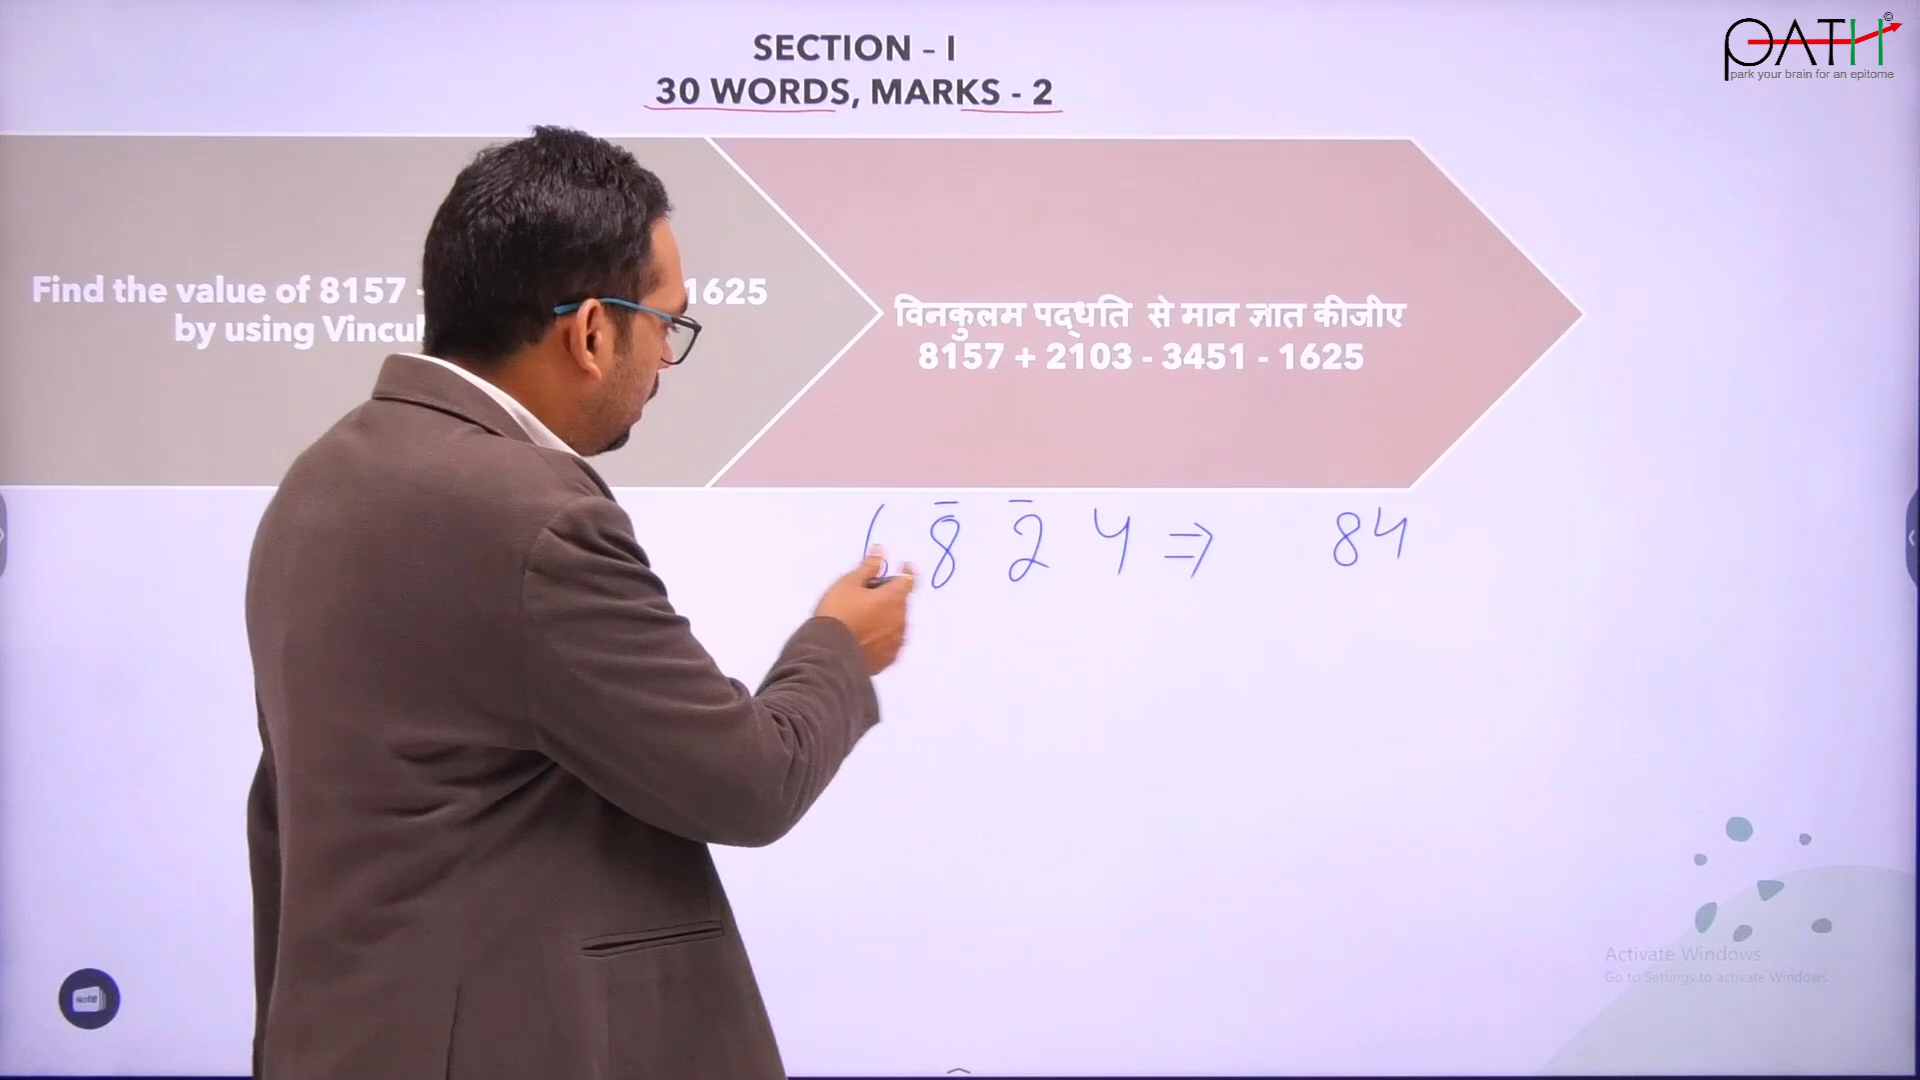 PATH©
park your brain for an epitome
SECTION – I
30 WORDS, MARKS - 2
Find the value of 8157
1625
by using
विनकुलम पद्धति से मान ज्ञात कीजीए
8157 + 2103 - 3451 - 1625
6 8̅ 2̅ 4 ⇒ 84
Activate Windows
Go to Settings to activate Windows.
Note